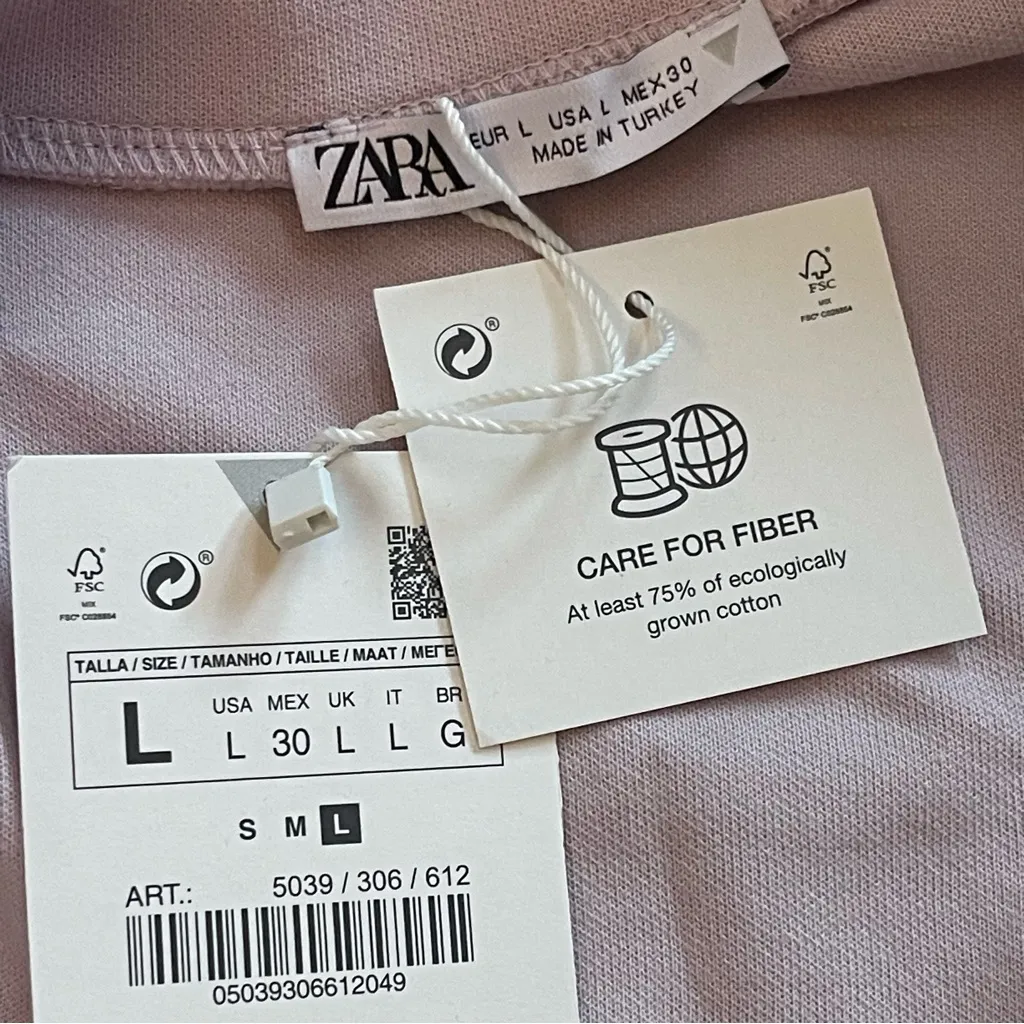 ZARA
EUR L USA L MEX 30
MADE IN TURKEY
®
FSC
MIX
FSC® C028864
CARE FOR FIBER
At least 75% of ecologically
grown cotton
FSC
MIX
®
TALLA / SIZE / TAMANHO / TAILLE / MAAT / ΜΕΓΕ
USA MEX UK IT BR
L L 30 L L G
S M L
ART.: 5039 / 306 / 612
05039306612049